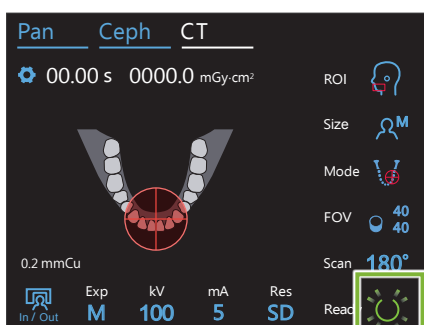 Pan Ceph CT
00.00 s 0000.0 mGy·cm²
ROI
Size M
Mode
FOV 40
40
0.2 mmCu
Scan 180°
Exp kV mA Res
In / Out M 100 5 SD
Ready